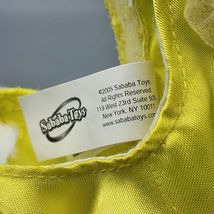 Sababa Toys
©2005 Sababa Toys
All Rights Reserved.
119 West 23rd Suite 505
New York, NY 10011
www.sababatoys.com